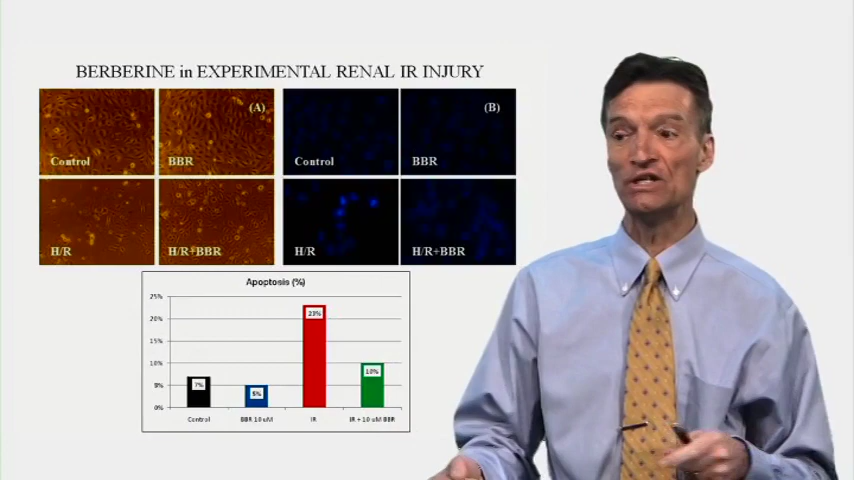 BERBERINE in EXPERIMENTAL RENAL IR INJURY
(A)
(B)
Control
BBR
Control
BBR
H/R
H/R+BBR
H/R
H/R+BBR
Apoptosis (%)
25%
20%
15%
10%
5%
0%
7%
5%
23%
10%
Control
BBR 10 uM
IR
IR + 10 uM BBR